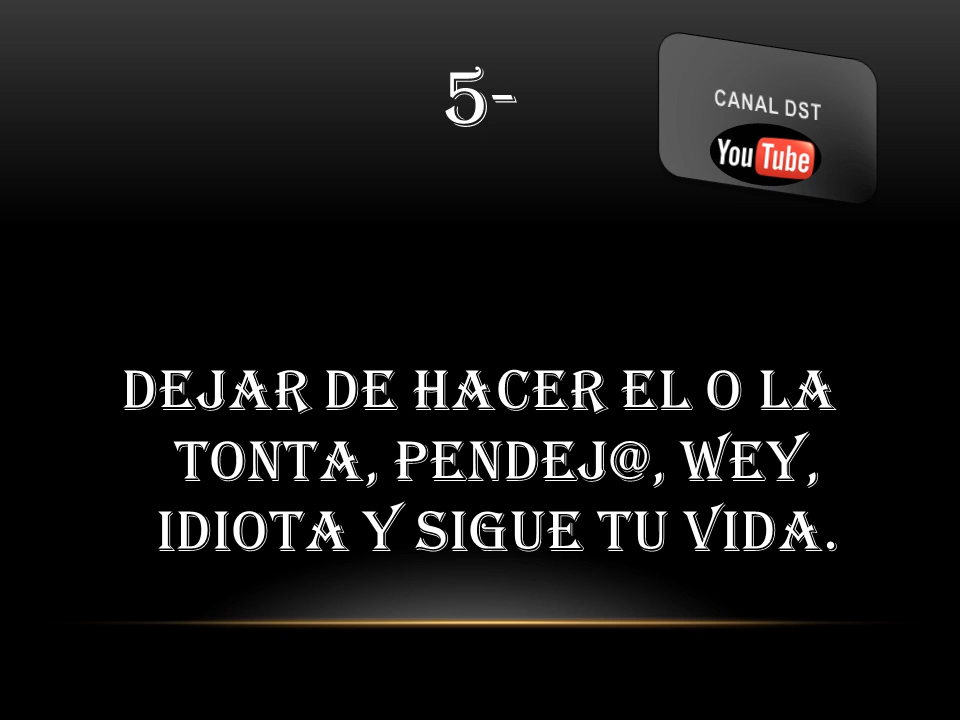 5-
CANAL DST
YouTube
DEJAR DE HACER EL O LA
TONTA, PENDEJ@, WEY,
IDIOTA Y SIGUE TU VIDA.